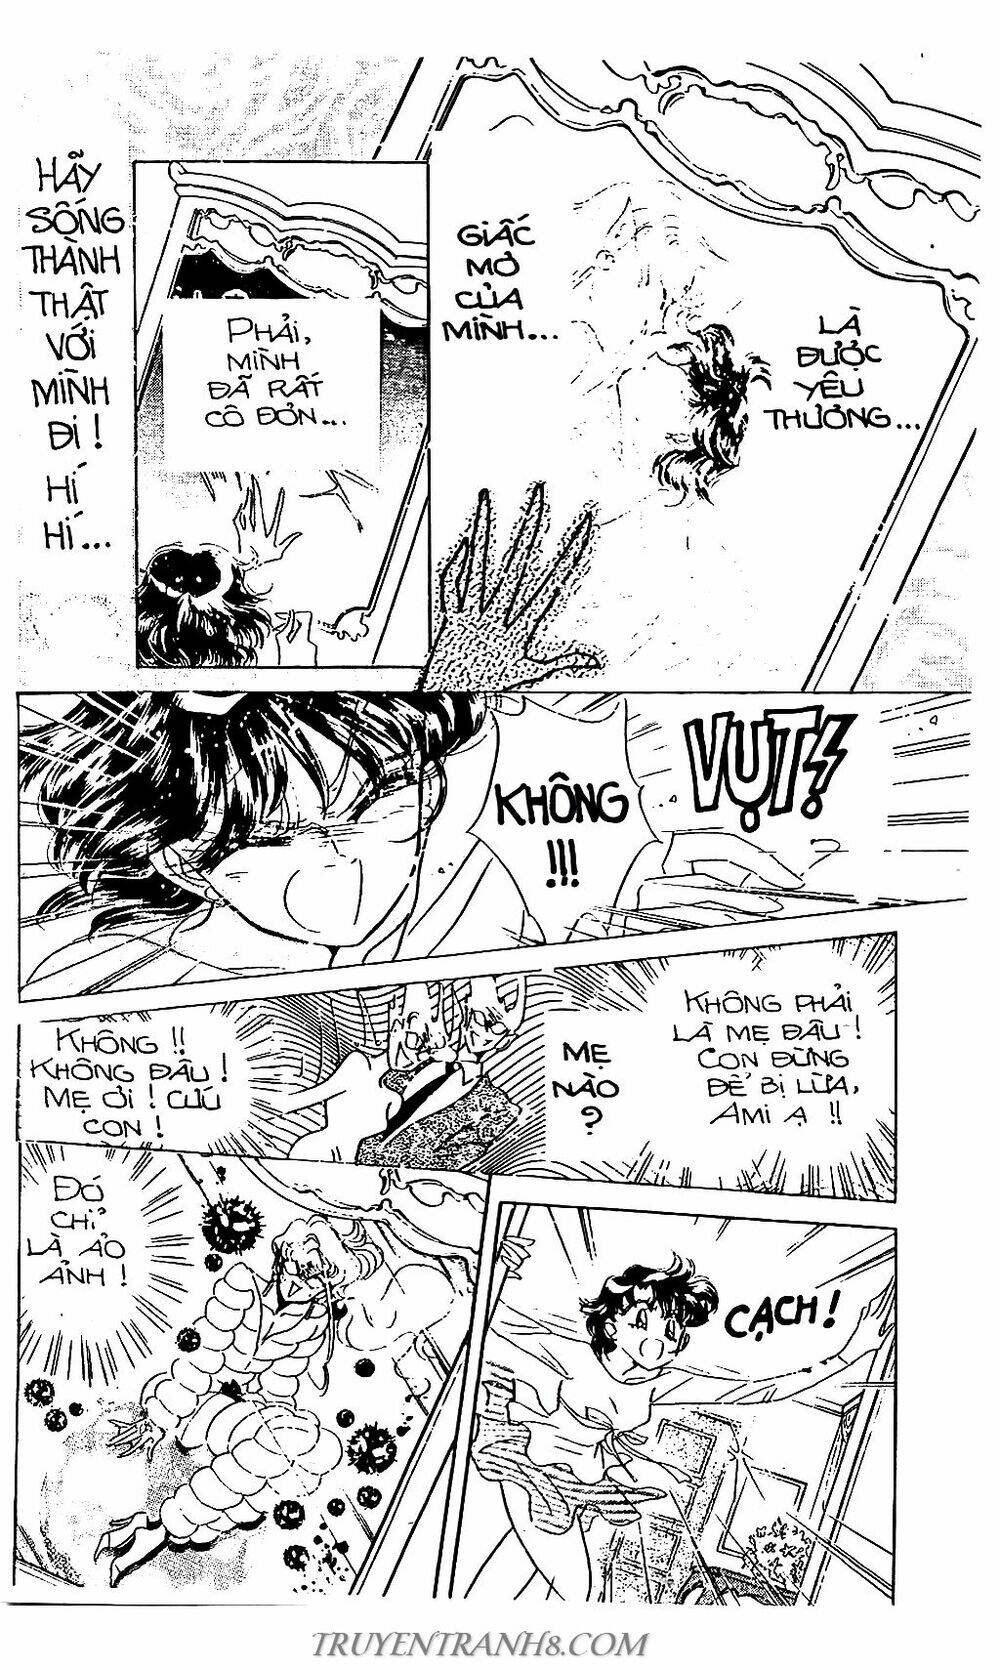 HÃY
SỐNG
THÀNH
THẬT
VỚI
MÌNH
ĐI !
HÍ
HÍ...
PHẢI,
MÌNH
ĐÃ RẤT
CÔ ĐƠN...
GIẤC
MƠ
CỦA
MÌNH...
LÀ
ĐƯỢC
YÊU
THƯƠNG...
KHÔNG
!!!
VỤT!
KHÔNG !!
KHÔNG ĐÂU !
MẸ ƠI ! CỨU
CON !
MẸ
NÀO
?
KHÔNG PHẢI
LÀ MẸ ĐÂU !
CON ĐỪNG
ĐỂ BỊ LỪA,
AMI Ạ !!
ĐÓ
CHỈ
LÀ ẢO
ẢNH !
CẠCH!
TRUYENTRANH8.COM